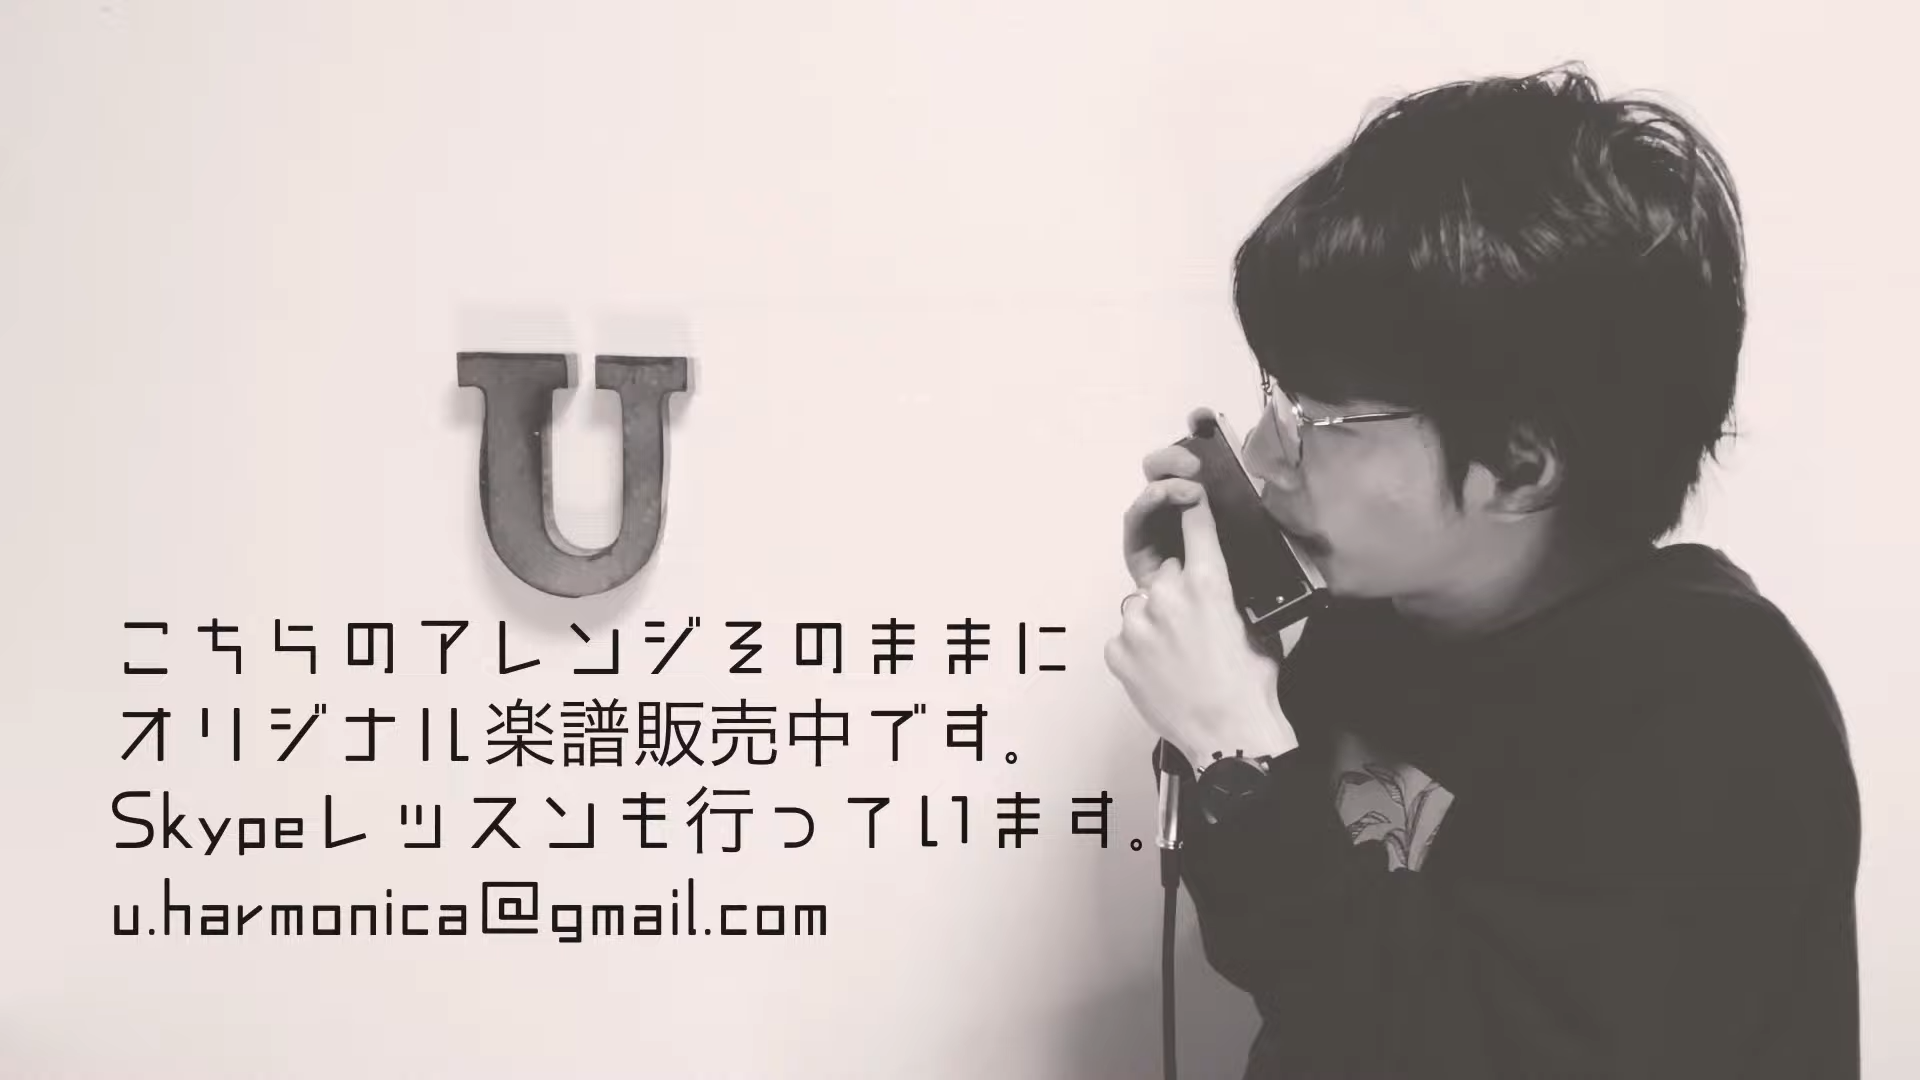 U
こちらのアレンジそのままに
オリジナル楽譜販売中です。
Skypeレッスンも行っています。
u.harmonica@gmail.com